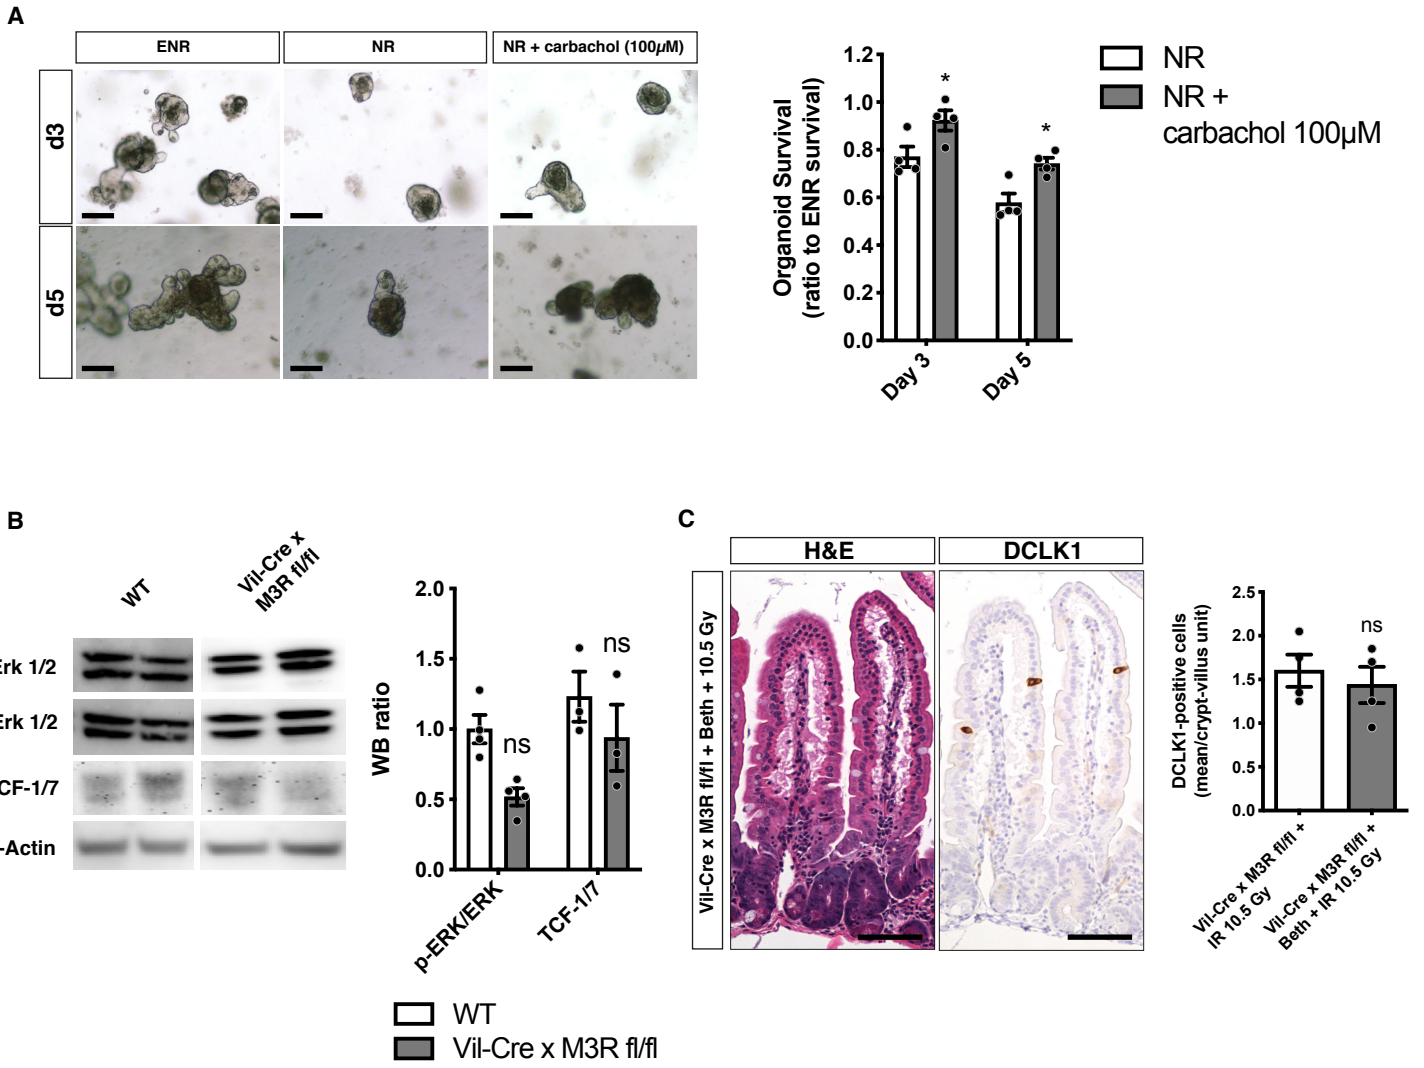 A
ENR
NR
NR + carbachol (100µM)
d3
d5
Organoid Survival
(ratio to ENR survival)
1.2
1.0
0.8
0.6
0.4
0.2
0.0
Day 3
Day 5
*
*
NR
NR +
carbachol 100µM
B
WT
Vil-Cre x
M3R fl/fl
Erk 1/2
Erk 1/2
CF-1/7
-Actin
WB ratio
2.0
1.5
1.0
0.5
0.0
ns
ns
p-ERK/ERK
TCF-1/7
WT
Vil-Cre x M3R fl/fl
C
H&E
DCLK1
Vil-Cre x M3R fl/fl + Beth + 10.5 Gy
DCLK1-positive cells
(mean/crypt-villus unit)
2.5
2.0
1.5
1.0
0.5
0.0
ns
Vil-Cre x M3R fl/fl +
IR 10.5 Gy
Vil-Cre x M3R fl/fl +
Beth + IR 10.5 Gy